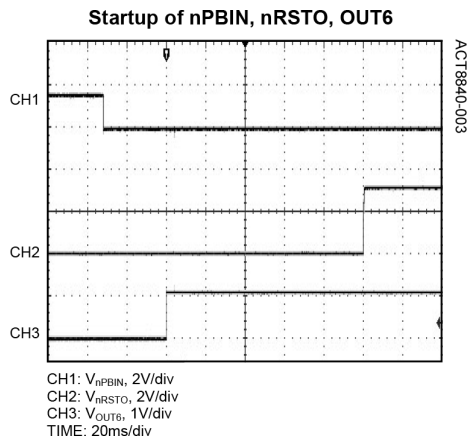 Startup of nPBIN, nRSTO, OUT6
ACT8840-003
CH1
CH2
CH3
CH1: VnPBIN, 2V/div
CH2: VnRSTO, 2V/div
CH3: VOUT6, 1V/div
TIME: 20ms/div